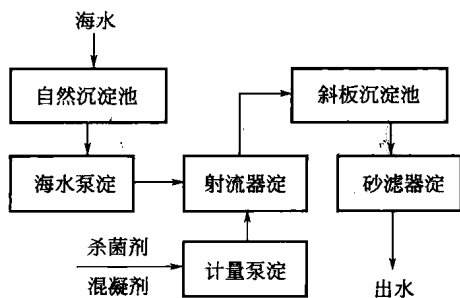 海水
自然沉淀池
斜板沉淀池
海水泵淀
射流器淀
砂滤器淀
杀菌剂
混凝剂
计量泵淀
出水